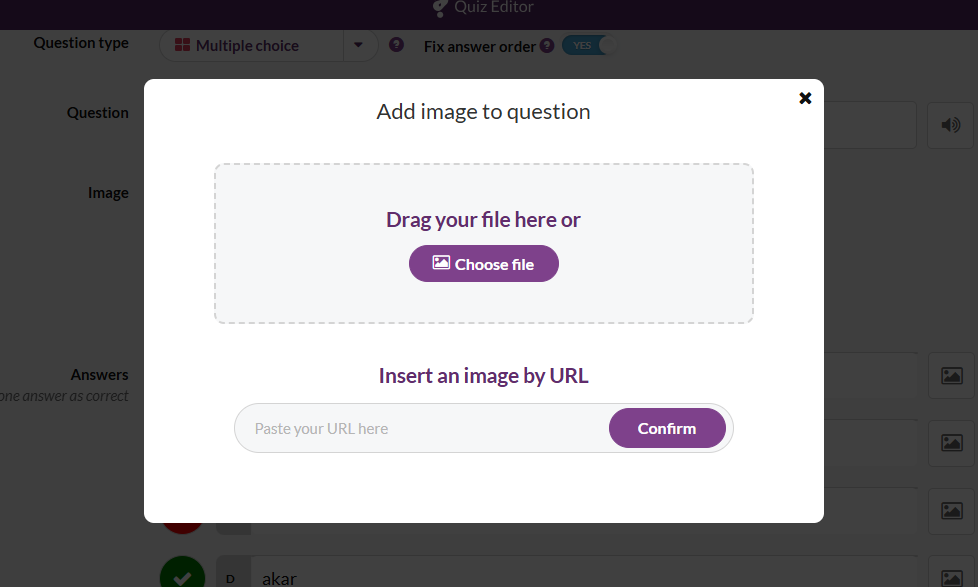 Quiz Editor
Question type
Multiple choice
?
Fix answer order
?
YES
Question
Add image to question
Image
Drag your file here or
Choose file
Answers
one answer as correct
Insert an image by URL
Paste your URL here
Confirm
D
akar